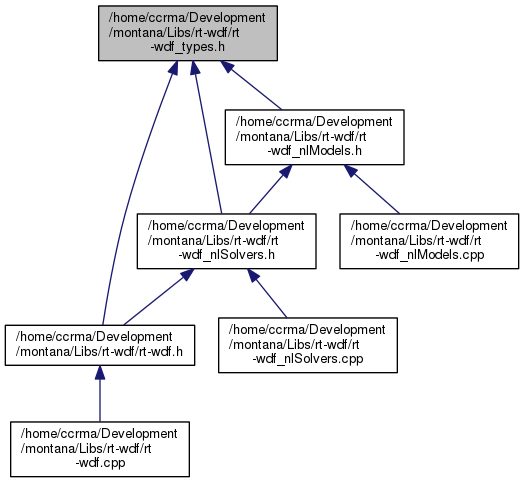 /home/ccrma/Development
/montana/Libs/rt-wdf/rt
-wdf_types.h
/home/ccrma/Development
/montana/Libs/rt-wdf/rt
-wdf_nlModels.h
/home/ccrma/Development
/montana/Libs/rt-wdf/rt
-wdf_nlSolvers.h
/home/ccrma/Development
/montana/Libs/rt-wdf/rt
-wdf_nlModels.cpp
/home/ccrma/Development
/montana/Libs/rt-wdf/rt-wdf.h
/home/ccrma/Development
/montana/Libs/rt-wdf/rt
-wdf_nlSolvers.cpp
/home/ccrma/Development
/montana/Libs/rt-wdf/rt
-wdf.cpp